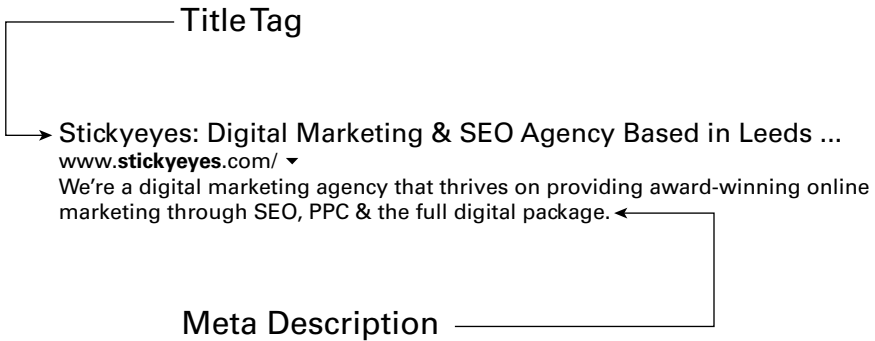 Title Tag
Stickyeyes: Digital Marketing & SEO Agency Based in Leeds ...
www.stickyeyes.com/
We’re a digital marketing agency that thrives on providing award-winning online
marketing through SEO, PPC & the full digital package.
Meta Description